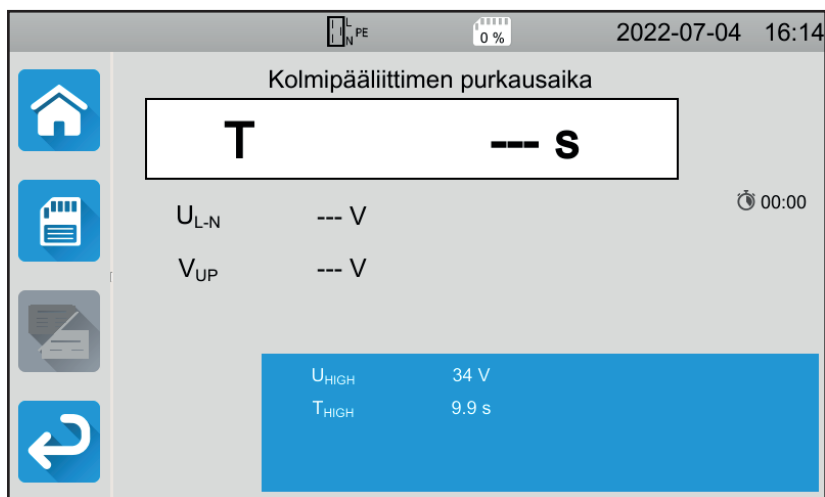 L
N PE 0 % 2022-07-04 16:14
Kolmipääliittimen purkausaika
T --- s
00:00
UL-N --- V
VUP --- V
UHIGH 34 V
THIGH 9.9 s